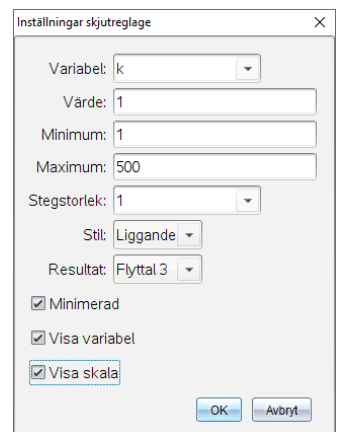 Inställningar skjutreglage
Variabel: k
Värde: 1
Minimum: 1
Maximum: 500
Stegstorlek: 1
Stil: Liggande
Resultat: Flyttal 3
Minimerad
Visa variabel
Visa skala
OK Avbryt